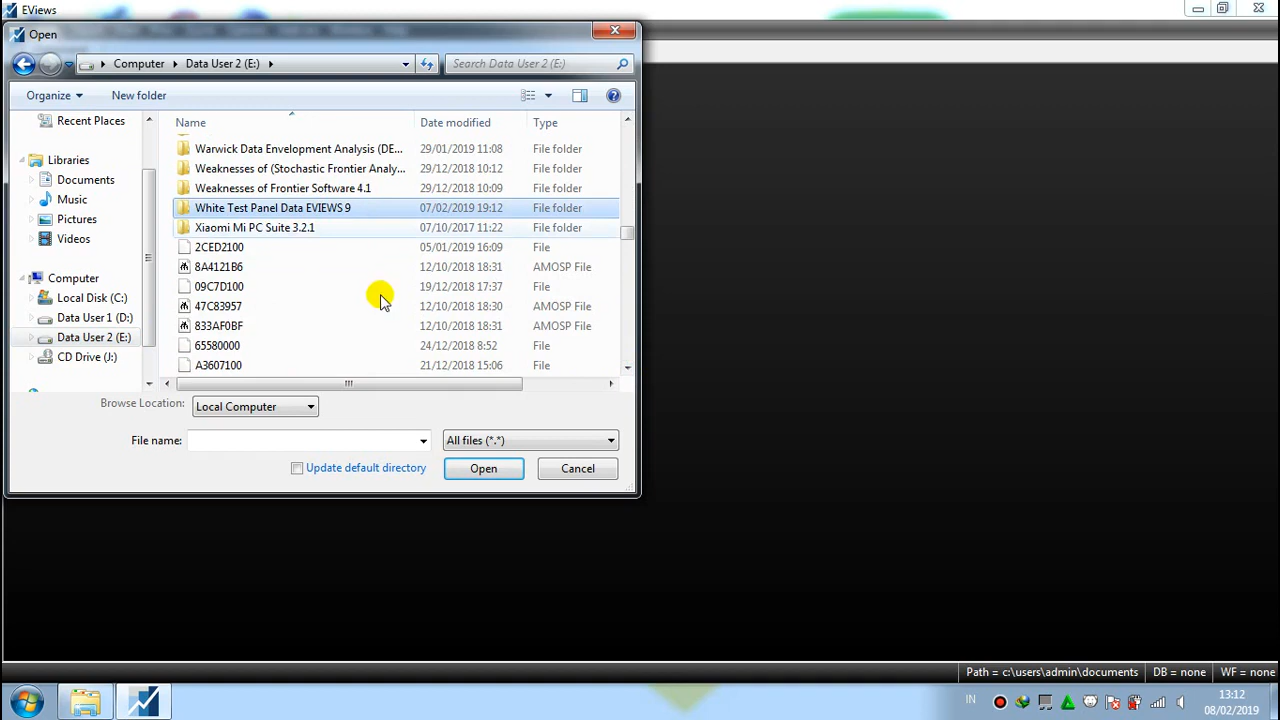 EViews
Open
Computer
Data User 2 (E:)
Search Data User 2 (E:)
Organize
New folder
Name
Date modified
Type
Recent Places
Libraries
Documents
Music
Pictures
Videos
Computer
Local Disk (C:)
Data User 1 (D:)
Data User 2 (E:)
CD Drive (J:)
Warwick Data Envelopment Analysis (DE... 29/01/2019 11:08 File folder
Weaknesses of (Stochastic Frontier Analy... 29/12/2018 10:12 File folder
Weaknesses of Frontier Software 4.1 29/12/2018 10:09 File folder
White Test Panel Data EVIEWS 9 07/02/2019 19:12 File folder
Xiaomi Mi PC Suite 3.2.1 07/10/2017 11:22 File folder
2CED2100 05/01/2019 16:09 File
8A4121B6 12/10/2018 18:31 AMOSP File
09C7D100 19/12/2018 17:37 File
47C83957 12/10/2018 18:30 AMOSP File
833AF0BF 12/10/2018 18:31 AMOSP File
65580000 24/12/2018 8:52 File
A3607100 21/12/2018 15:06 File
Browse Location: Local Computer
File name:
All files (*.*)
Update default directory
Open
Cancel
Path = c:\users\admin\documents
DB = none
WF = none
IN
13:12
08/02/2019